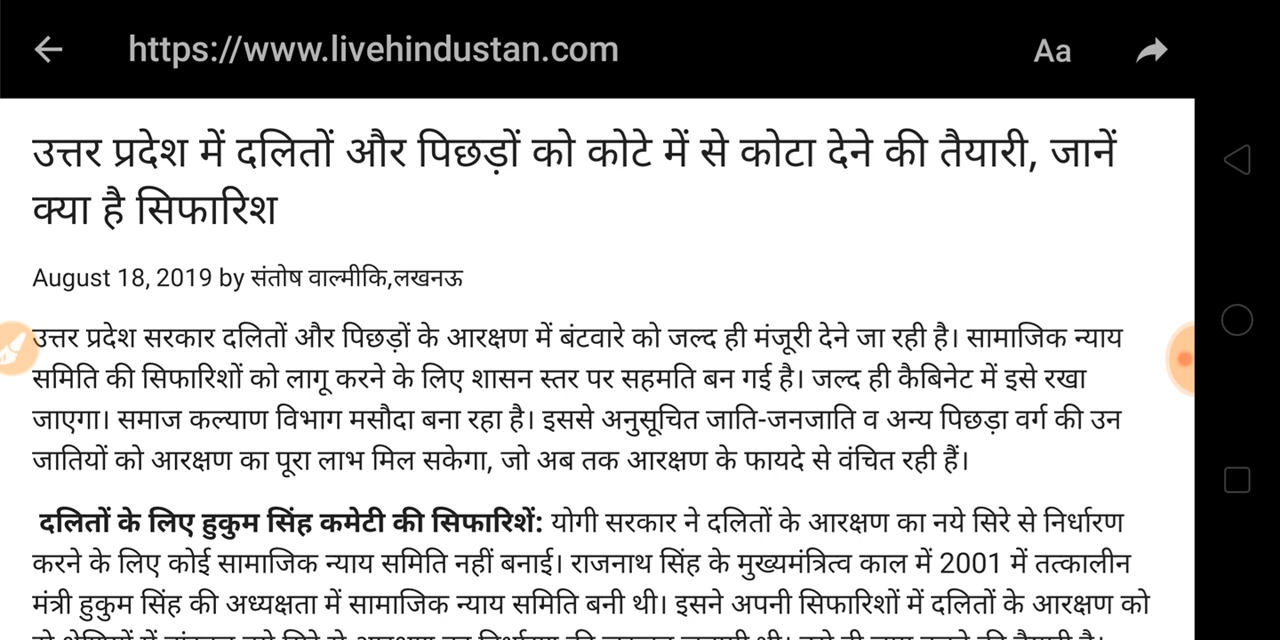 https://www.livehindustan.com
Aa
उत्तर प्रदेश में दलितों और पिछड़ों को कोटे में से कोटा देने की तैयारी, जानें
क्या है सिफारिश
August 18, 2019 by संतोष वाल्मीकि,लखनऊ
उत्तर प्रदेश सरकार दलितों और पिछड़ों के आरक्षण में बंटवारे को जल्द ही मंजूरी देने जा रही है। सामाजिक न्याय
समिति की सिफारिशों को लागू करने के लिए शासन स्तर पर सहमति बन गई है। जल्द ही कैबिनेट में इसे रखा
जाएगा। समाज कल्याण विभाग मसौदा बना रहा है। इससे अनुसूचित जाति-जनजाति व अन्य पिछड़ा वर्ग की उन
जातियों को आरक्षण का पूरा लाभ मिल सकेगा, जो अब तक आरक्षण के फायदे से वंचित रही हैं।
दलितों के लिए हुकुम सिंह कमेटी की सिफारिशें: योगी सरकार ने दलितों के आरक्षण का नये सिरे से निर्धारण
करने के लिए कोई सामाजिक न्याय समिति नहीं बनाई। राजनाथ सिंह के मुख्यमंत्रित्व काल में 2001 में तत्कालीन
मंत्री हुकुम सिंह की अध्यक्षता में सामाजिक न्याय समिति बनी थी। इसने अपनी सिफारिशों में दलितों के आरक्षण को